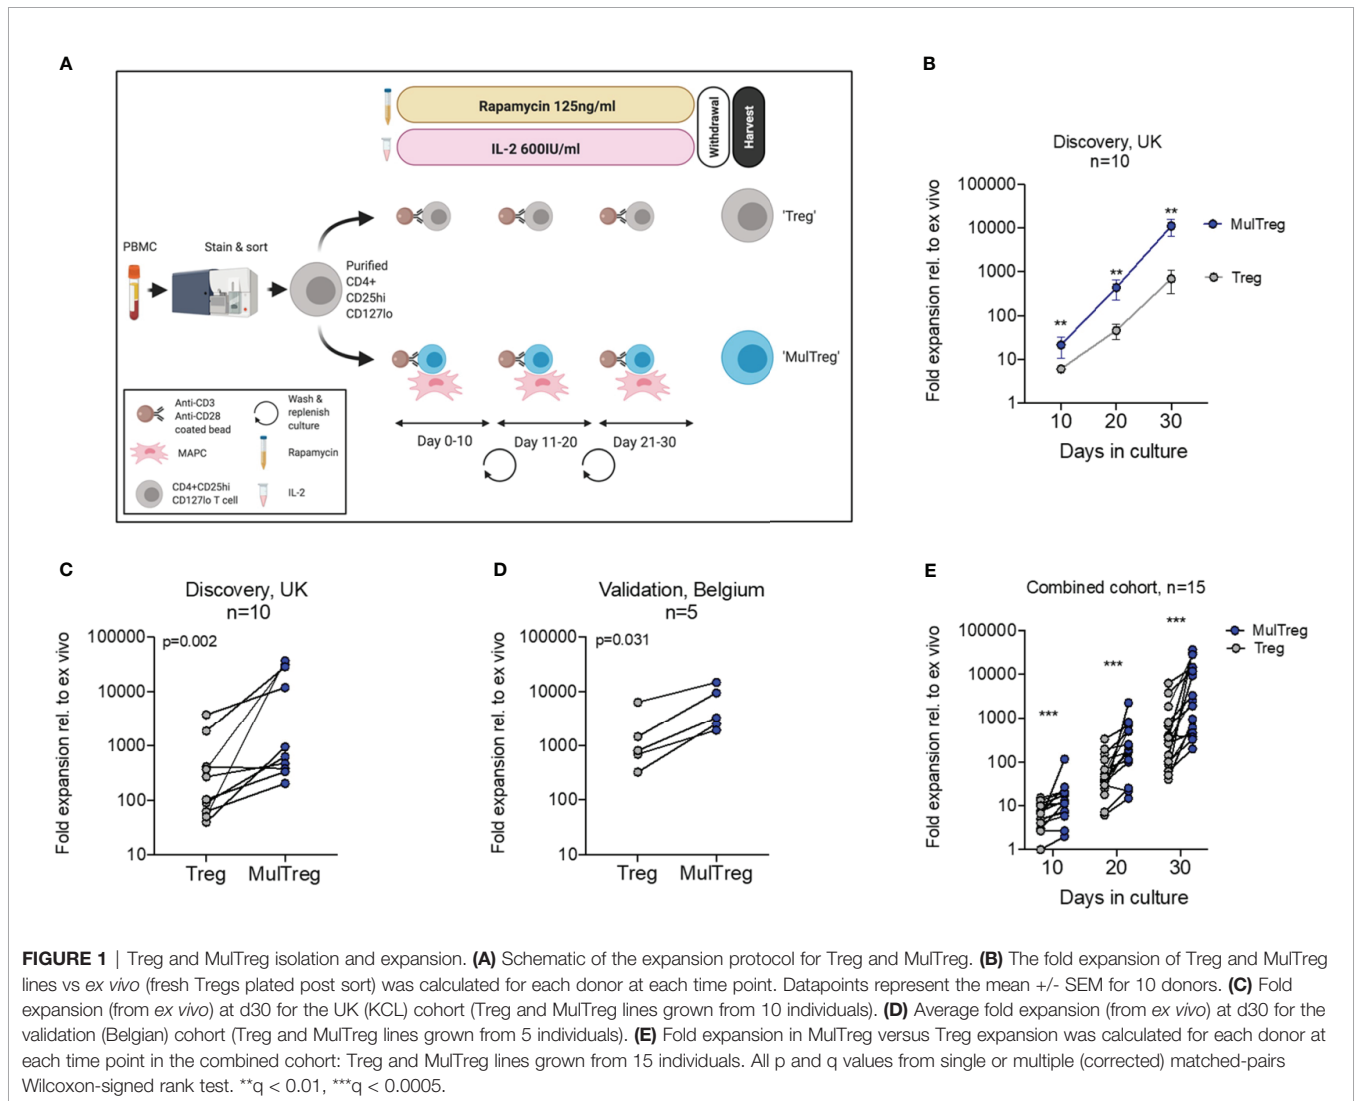 A
Rapamycin 125ng/ml
IL-2 600IU/ml
Withdrawal
Harvest
PBMC
Stain & sort
Purified
CD4+
CD25hi
CD127lo
'Treg'
'MulTreg'
Day 0-10
Day 11-20
Day 21-30
Anti-CD3
Anti-CD28
coated bead
Wash &
replenish
culture
MAPC
Rapamycin
CD4+CD25hi
CD127lo T cell
IL-2
B
Discovery, UK
n=10
Fold expansion rel. to ex vivo
100000
10000
1000
100
10
1
**
**
**
10
20
30
Days in culture
MulTreg
Treg
C
Discovery, UK
n=10
p=0.002
Fold expansion rel. to ex vivo
100000
10000
1000
100
10
Treg
MulTreg
D
Validation, Belgium
n=5
p=0.031
Fold expansion rel. to ex vivo
100000
10000
1000
100
10
Treg
MulTreg
E
Combined cohort, n=15
Fold expansion rel. to ex vivo
100000
10000
1000
100
10
1
***
***
***
10
20
30
Days in culture
MulTreg
Treg
FIGURE 1 | Treg and MulTreg isolation and expansion. (A) Schematic of the expansion protocol for Treg and MulTreg. (B) The fold expansion of Treg and MulTreg
lines vs ex vivo (fresh Tregs plated post sort) was calculated for each donor at each time point. Datapoints represent the mean +/- SEM for 10 donors. (C) Fold
expansion (from ex vivo) at d30 for the UK (KCL) cohort (Treg and MulTreg lines grown from 10 individuals). (D) Average fold expansion (from ex vivo) at d30 for the
validation (Belgian) cohort (Treg and MulTreg lines grown from 5 individuals). (E) Fold expansion in MulTreg versus Treg expansion was calculated for each donor at
each time point in the combined cohort: Treg and MulTreg lines grown from 15 individuals. All p and q values from single or multiple (corrected) matched-pairs
Wilcoxon-signed rank test. **q < 0.01, ***q < 0.0005.